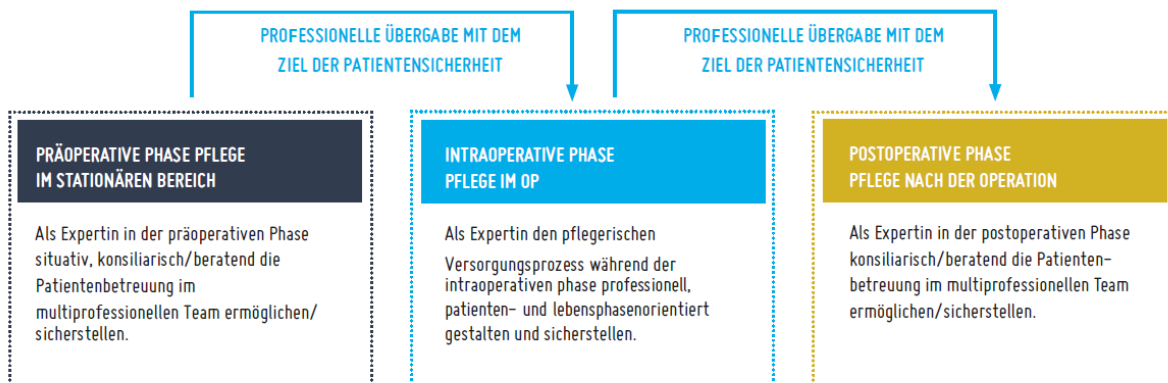 PROFESSIONELLE ÜBERGABE MIT DEM
ZIEL DER PATIENTENSICHERHEIT
PROFESSIONELLE ÜBERGABE MIT DEM
ZIEL DER PATIENTENSICHERHEIT
PRÄOPERATIVE PHASE PFLEGE
IM STATIONÄREN BEREICH
Als Expertin in der präoperativen Phase
situativ, konsiliarisch/beratend die
Patientenbetreuung im
multiprofessionellen Team ermöglichen/
sicherstellen.
INTRAOPERATIVE PHASE
PFLEGE IM OP
Als Expertin den pflegerischen
Versorgungsprozess während der
intraoperativen phase professionell,
patienten- und lebensphasenorientiert
gestalten und sicherstellen.
POSTOPERATIVE PHASE
PFLEGE NACH DER OPERATION
Als Expertin in der postoperativen Phase
konsiliarisch/beratend die Patienten-
betreuung im multiprofessionellen Team
ermöglichen/sicherstellen.